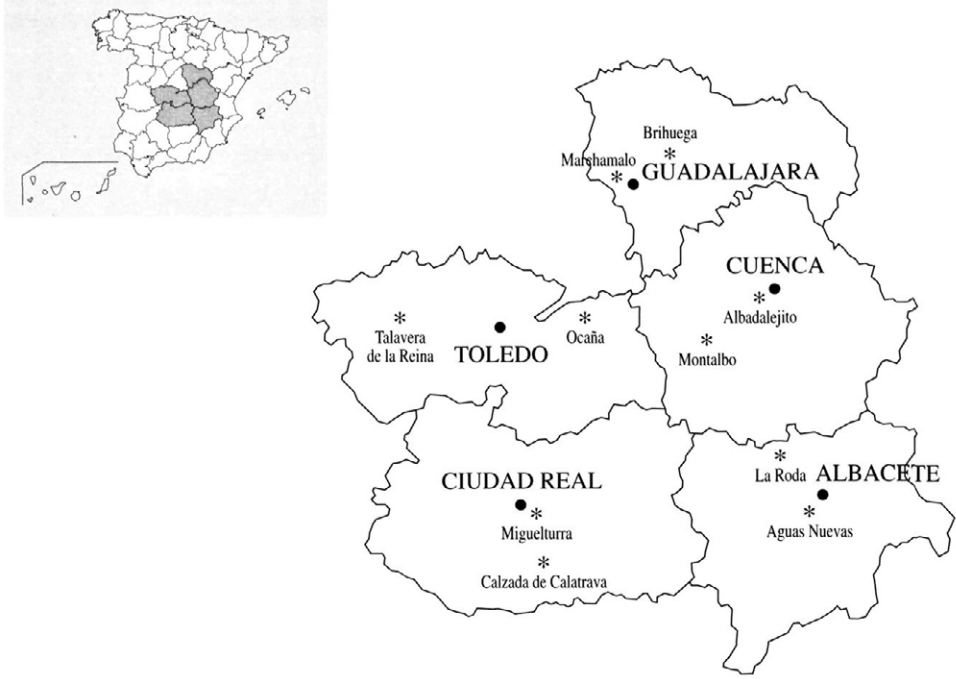 Brihuega
Marchamalo
GUADALAJARA
CUENCA
Albadalejito
Montalbo
Talavera
de la Reina
TOLEDO
Ocaña
CIUDAD REAL
Miguelturra
Calzada de Calatrava
La Roda
ALBACETE
Aguas Nuevas